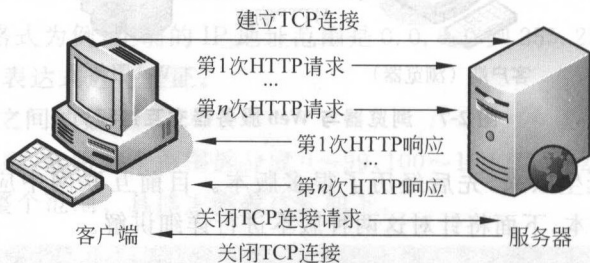 建立TCP连接
第1次HTTP请求
...
第n次HTTP请求
第1次HTTP响应
...
第n次HTTP响应
关闭TCP连接请求
关闭TCP连接
客户端
服务器